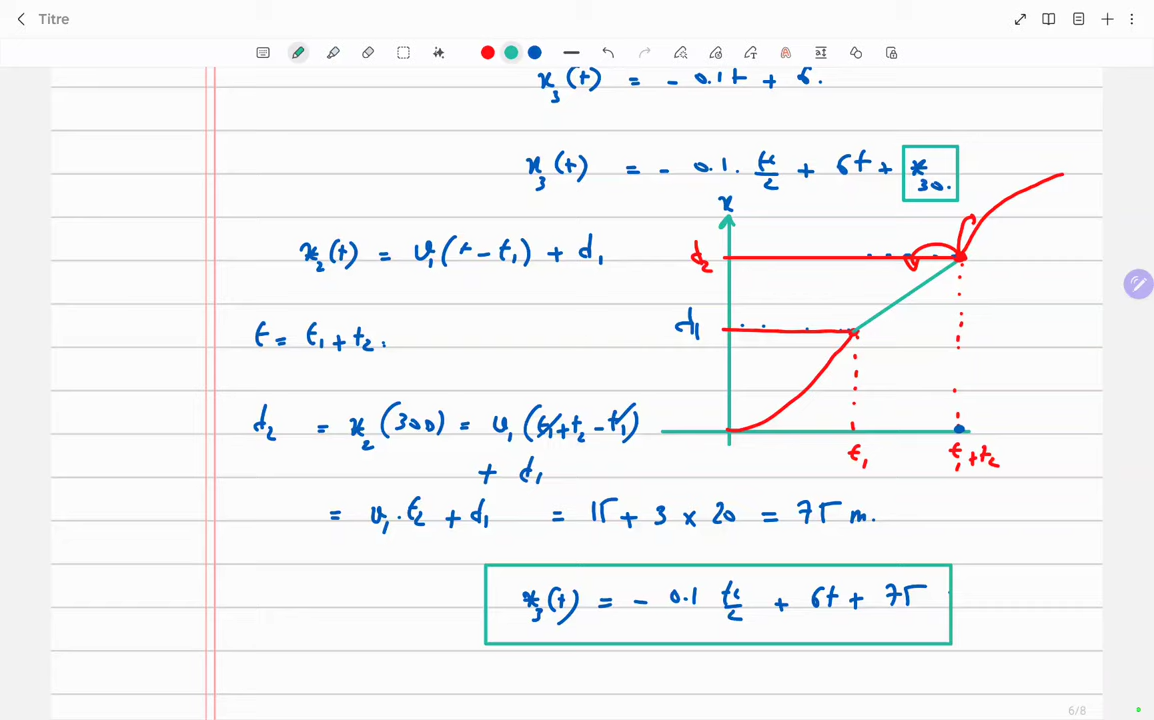 Titre
x₃(t) = - 0.1t + 6.
x₃(t) = - 0.1. t²/2 + 6t + x₃₀.
x
x₂(t) = v₁(t - t₁) + d₁
d₂
d₁
t = t₁ + t₂.
d₂ = x₂(300) = v₁(t₁ + t₂ - t₁)
t₁
t₁ + t₂
+ d₁
= v₁.t₂ + d₁ = 15 + 3 x 20 = 75 m.
x₃(t) = - 0.1 t²/2 + 6t + 75
6/8